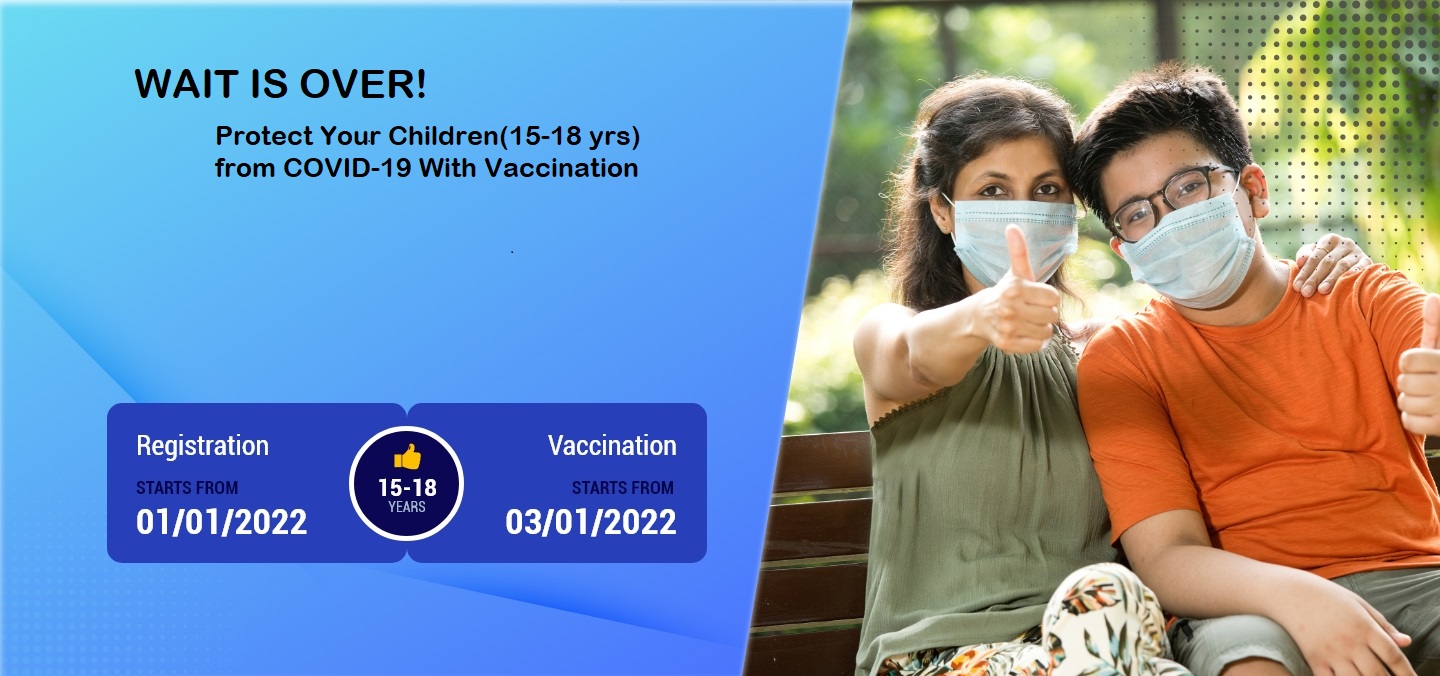 WAIT IS OVER!
Protect Your Children(15-18 yrs)
from COVID-19 With Vaccination
Registration
STARTS FROM
01/01/2022
15-18
YEARS
Vaccination
STARTS FROM
03/01/2022